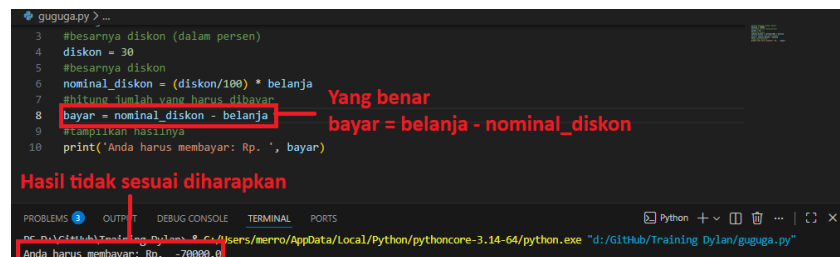 guguga.py > ...
3 #besarnya diskon (dalam persen)
4 diskon = 30
5 #besarnya diskon
6 nominal_diskon = (diskon/100) * belanja
7 #hitung jumlah yang harus dibayar
Yang benar
8 bayar = nominal_diskon - belanja
bayar = belanja - nominal_diskon
9 #tampilkan hasilnya
10 print('Anda harus membayar: Rp. ', bayar)
Hasil tidak sesuai diharapkan
PROBLEMS 3 OUTPUT DEBUG CONSOLE TERMINAL PORTS Python
PS D:\GitHub\Training Dylan> & C:/Users/merro/AppData/Local/Python/pythoncore-3.14-64/python.exe "d:/GitHub/Training Dylan/guguga.py"
Anda harus membayar: Rp. -70000.0